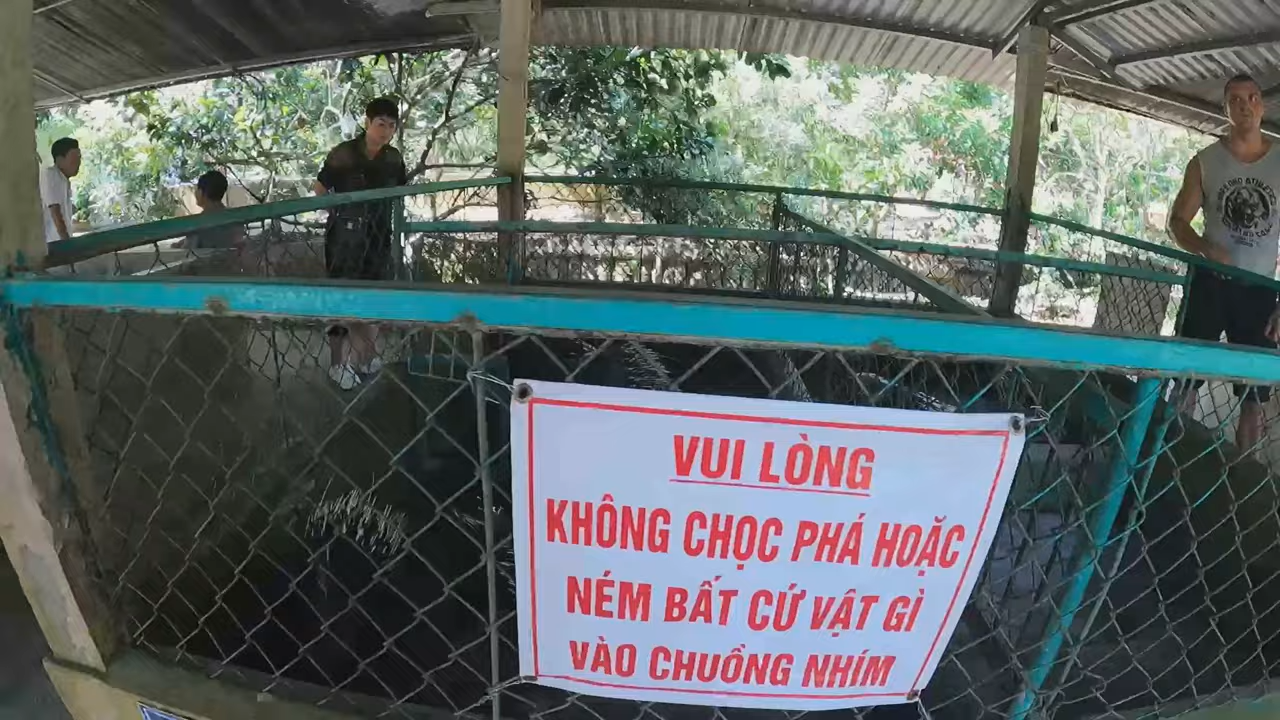 VUI LÒNG
KHÔNG CHỌC PHÁ HOẶC
NÉM BẤT CỨ VẬT GÌ
VÀO CHUỒNG NHÍM